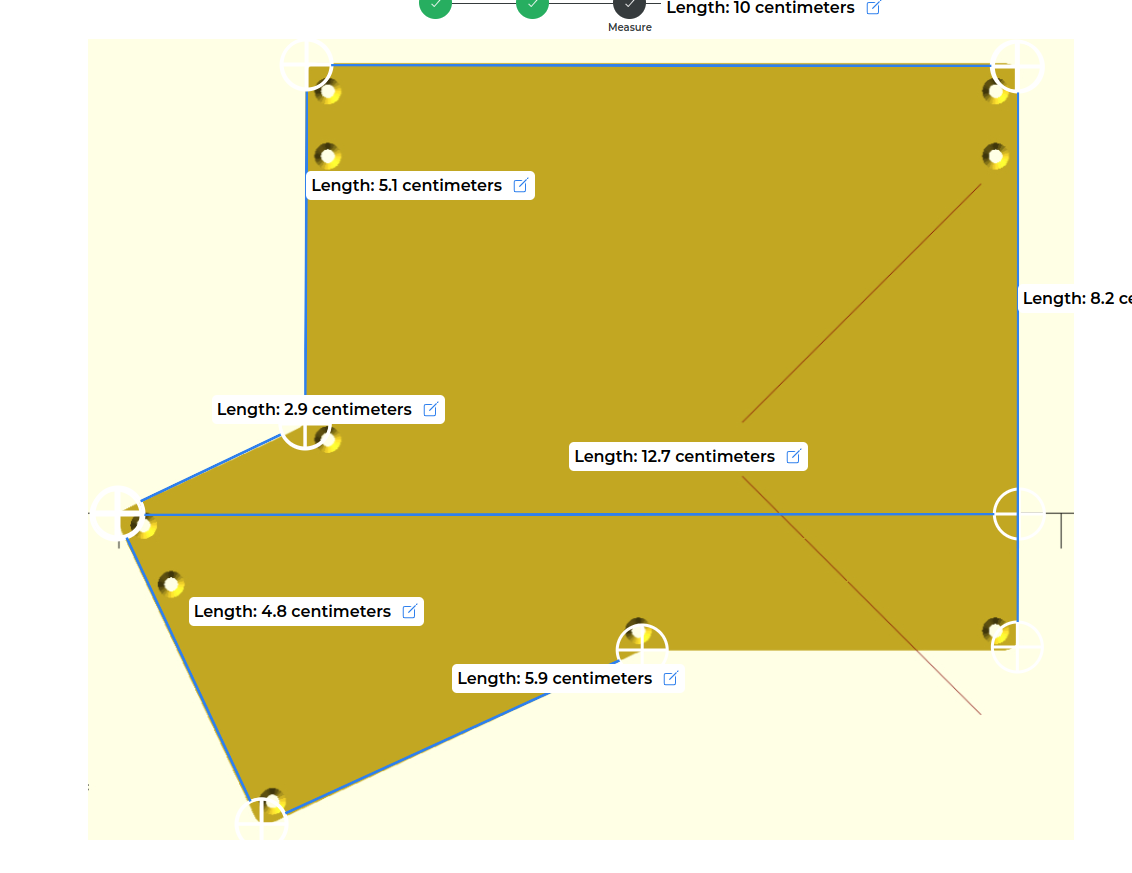 Length: 10 centimeters
Measure
Length: 5.1 centimeters
Length: 8.2 ce
Length: 2.9 centimeters
Length: 12.7 centimeters
Length: 4.8 centimeters
Length: 5.9 centimeters